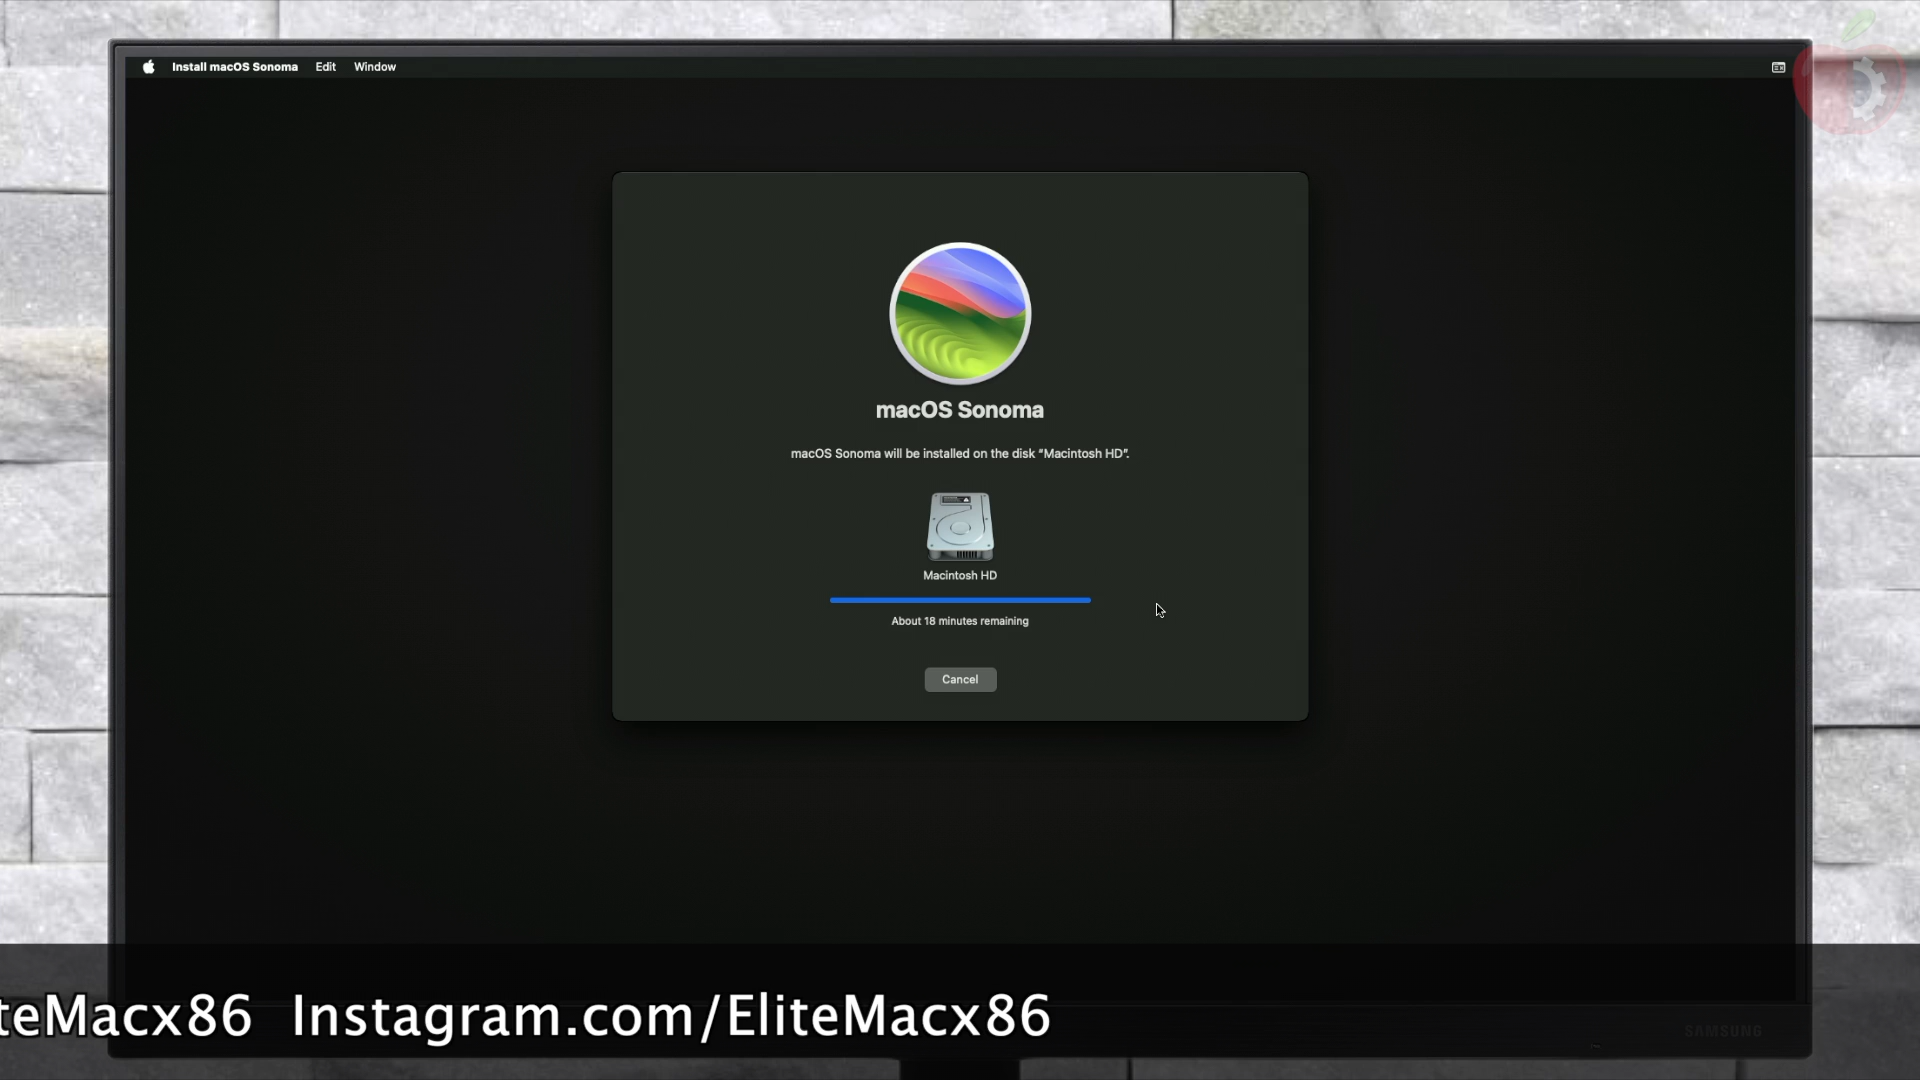 Install macOS Sonoma Edit Window
macOS Sonoma
macOS Sonoma will be installed on the disk “Macintosh HD”.
Macintosh HD
About 18 minutes remaining
Cancel
SAMSUNG
teMacx86 Instagram.com/EliteMacx86